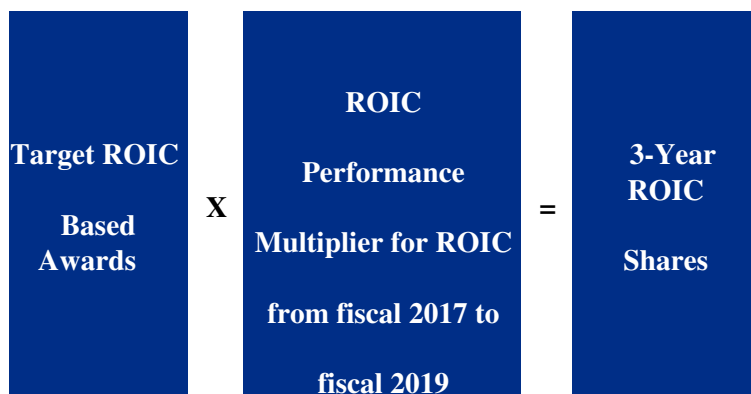 Target ROIC
Based
Awards
X
ROIC
Performance
Multiplier for ROIC
from fiscal 2017 to
fiscal 2019
=
3-Year
ROIC
Shares